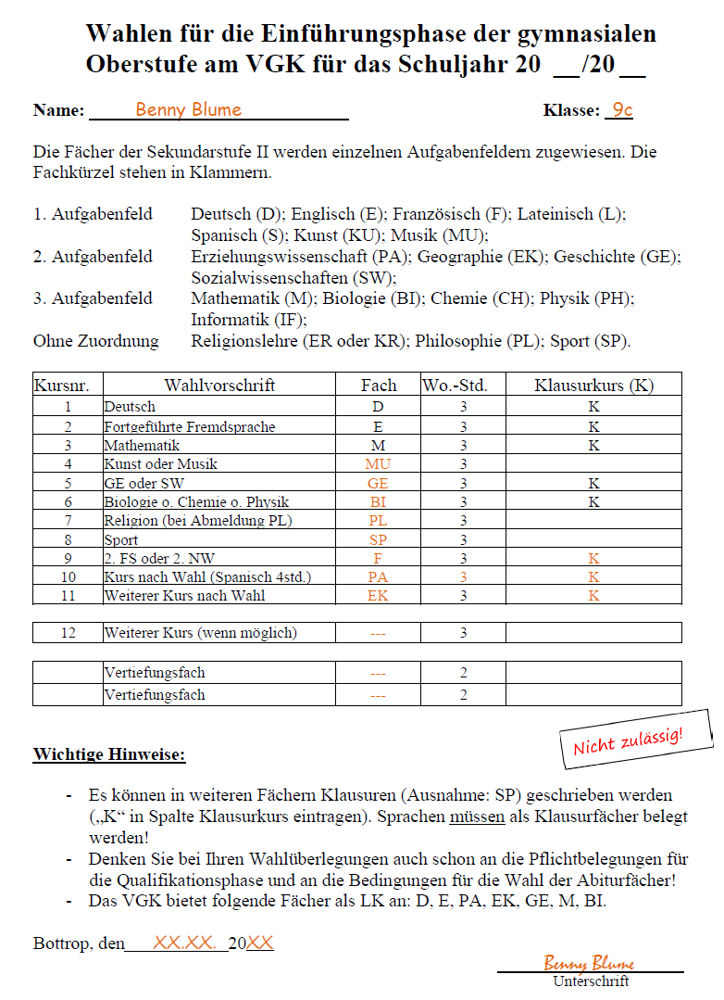 Wahlen für die Einführungsphase der gymnasialen
Oberstufe am VGK für das Schuljahr 20 __/20__
Name: Benny Blume Klasse: 9c
Die Fächer der Sekundarstufe II werden einzelnen Aufgabenfeldern zugewiesen. Die
Fachkürzel stehen in Klammern.
1. Aufgabenfeld Deutsch (D); Englisch (E); Französisch (F); Lateinisch (L);
Spanisch (S); Kunst (KU); Musik (MU);
2. Aufgabenfeld Erziehungswissenschaft (PA); Geographie (EK); Geschichte (GE);
Sozialwissenschaften (SW);
3. Aufgabenfeld Mathematik (M); Biologie (BI); Chemie (CH); Physik (PH);
Informatik (IF);
Ohne Zuordnung Religionslehre (ER oder KR); Philosophie (PL); Sport (SP).
Kursnr. Wahlvorschrift Fach Wo.-Std. Klausurkurs (K)
1 Deutsch D 3 K
2 Fortgeführte Fremdsprache E 3 K
3 Mathematik M 3 K
4 Kunst oder Musik MU 3
5 GE oder SW GE 3 K
6 Biologie o. Chemie o. Physik BI 3 K
7 Religion (bei Abmeldung PL) PL 3
8 Sport SP 3
9 2. FS oder 2. NW F 3 K
10 Kurs nach Wahl (Spanisch 4std.) PA 3 K
11 Weiterer Kurs nach Wahl EK 3 K
12 Weiterer Kurs (wenn möglich) --- 3
Vertiefungsfach --- 2
Vertiefungsfach --- 2
Nicht zulässig!
Wichtige Hinweise:
- Es können in weiteren Fächern Klausuren (Ausnahme: SP) geschrieben werden
(„K“ in Spalte Klausurkurs eintragen). Sprachen müssen als Klausurfächer belegt
werden!
- Denken Sie bei Ihren Wahlüberlegungen auch schon an die Pflichtbelegungen für
die Qualifikationsphase und an die Bedingungen für die Wahl der Abiturfächer!
- Das VGK bietet folgende Fächer als LK an: D, E, PA, EK, GE, M, BI.
Bottrop, den XX.XX. 20XX
Benny Blume
Unterschrift